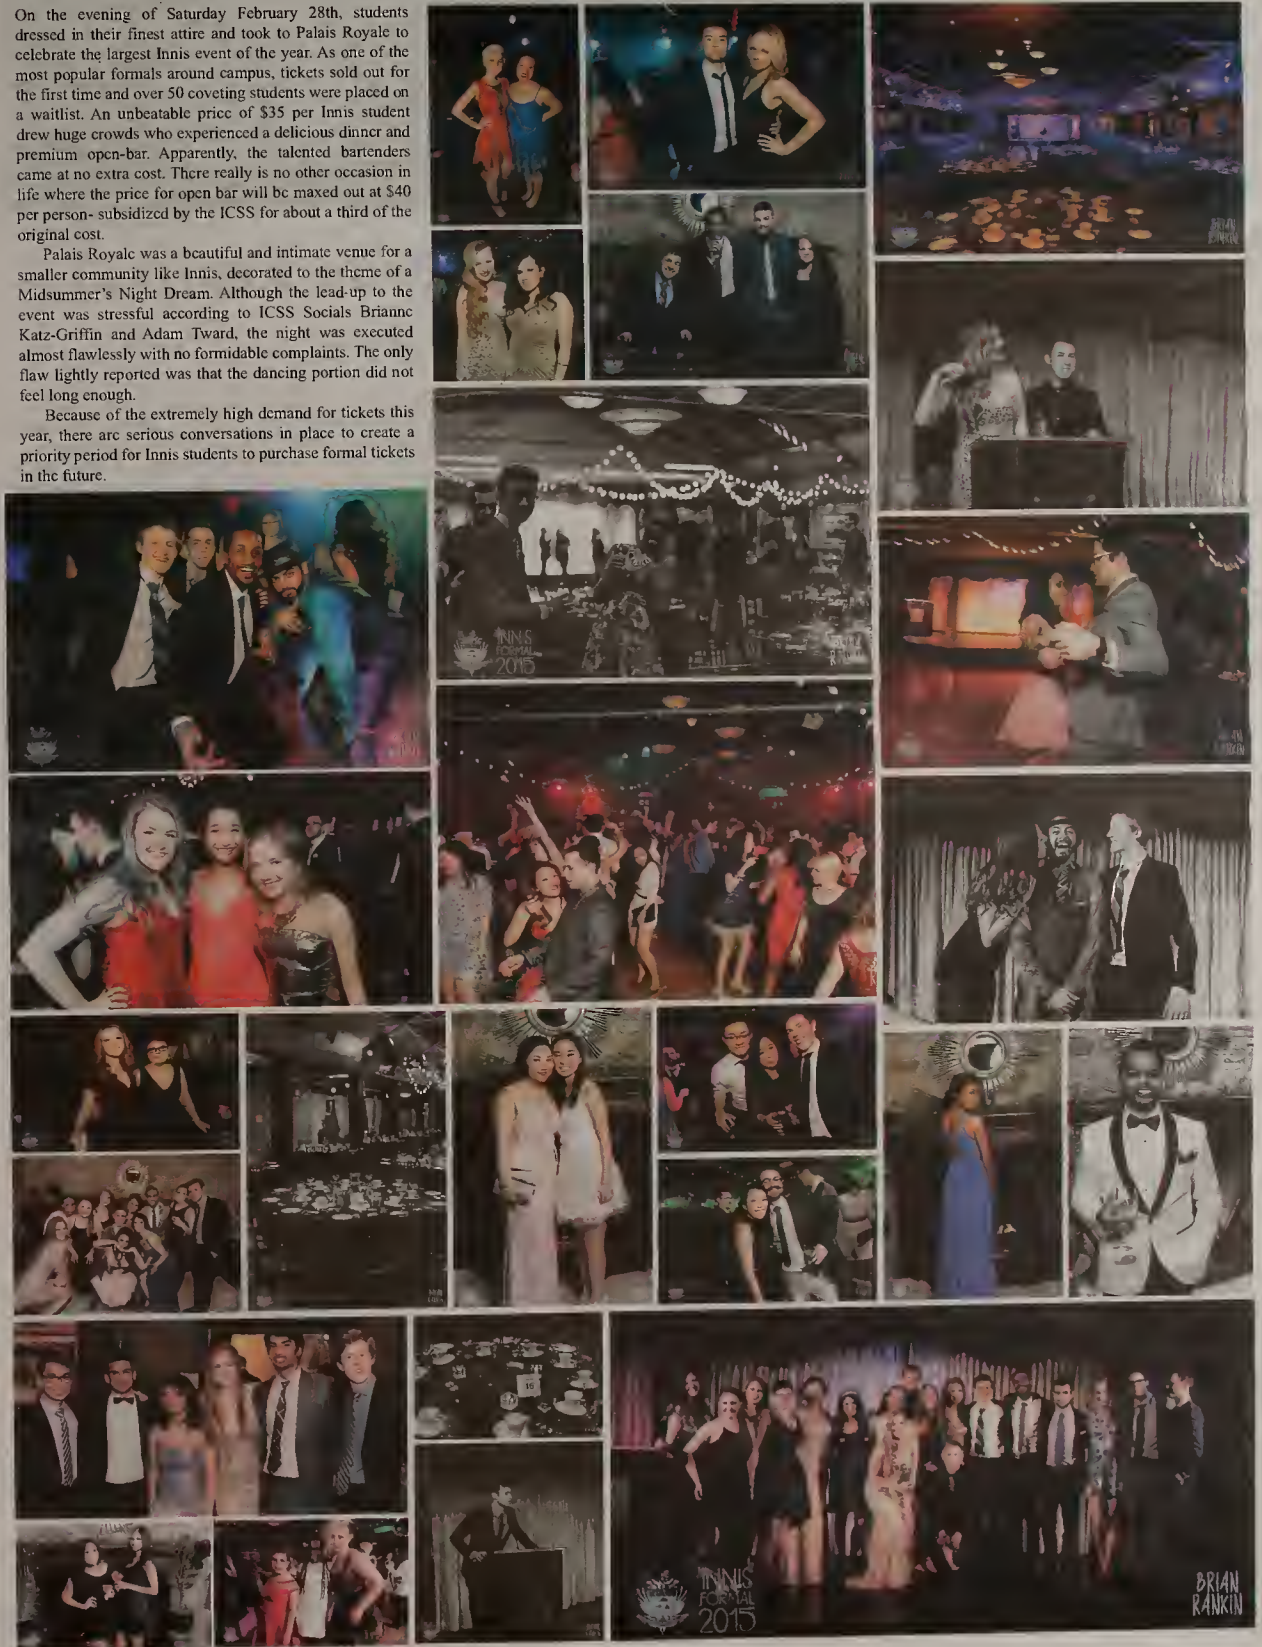 On the evening of Saturday February 28th, students
dressed in their finest attire and took to Palais Royale to
celebrate the largest Innis event of the year. As one of the
most popular formals around campus, tickets sold out for
the first time and over 50 coveting students were placed on
a waitlist. An unbeatable price of $35 per Innis student
drew huge crowds who experienced a delicious dinner and
premium open-bar. Apparently, the talented bartenders
came at no extra cost. There really is no other occasion in
life where the price for open bar will be maxed out at $40
per person- subsidized by the ICSS for about a third of the
original cost.
Palais Royale was a beautiful and intimate venue for a
smaller community like Innis, decorated to the theme of a
Midsummer's Night Dream. Although the lead-up to the
event was stressful according to ICSS Socials Brianne
Katz-Griffin and Adam Tward, the night was executed
almost flawlessly with no formidable complaints. The only
flaw lightly reported was that the dancing portion did not
feel long enough.
Because of the extremely high demand for tickets this
year, there are serious conversations in place to create a
priority period for Innis students to purchase formal tickets
in the future.
BRIAN
RANKIN
INNIS
FORMAL
2015
RANKIN
16
INNIS
FORMAL
2015
BRIAN
RANKIN